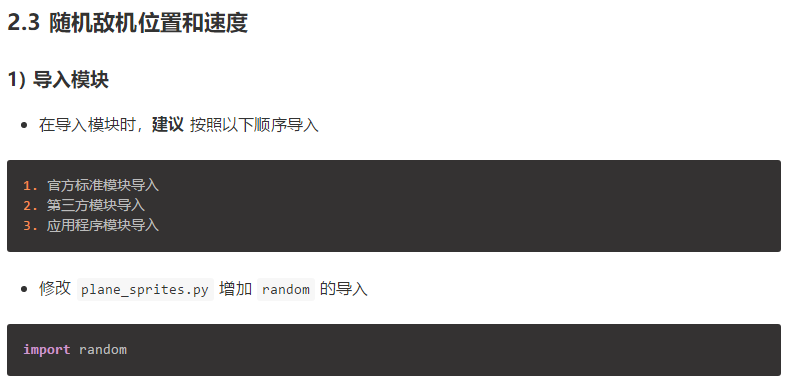 2.3 随机敌机位置和速度
1) 导入模块
在导入模块时，建议 按照以下顺序导入
1. 官方标准模块导入
2. 第三方模块导入
3. 应用程序模块导入
修改 plane_sprites.py 增加 random 的导入
import random